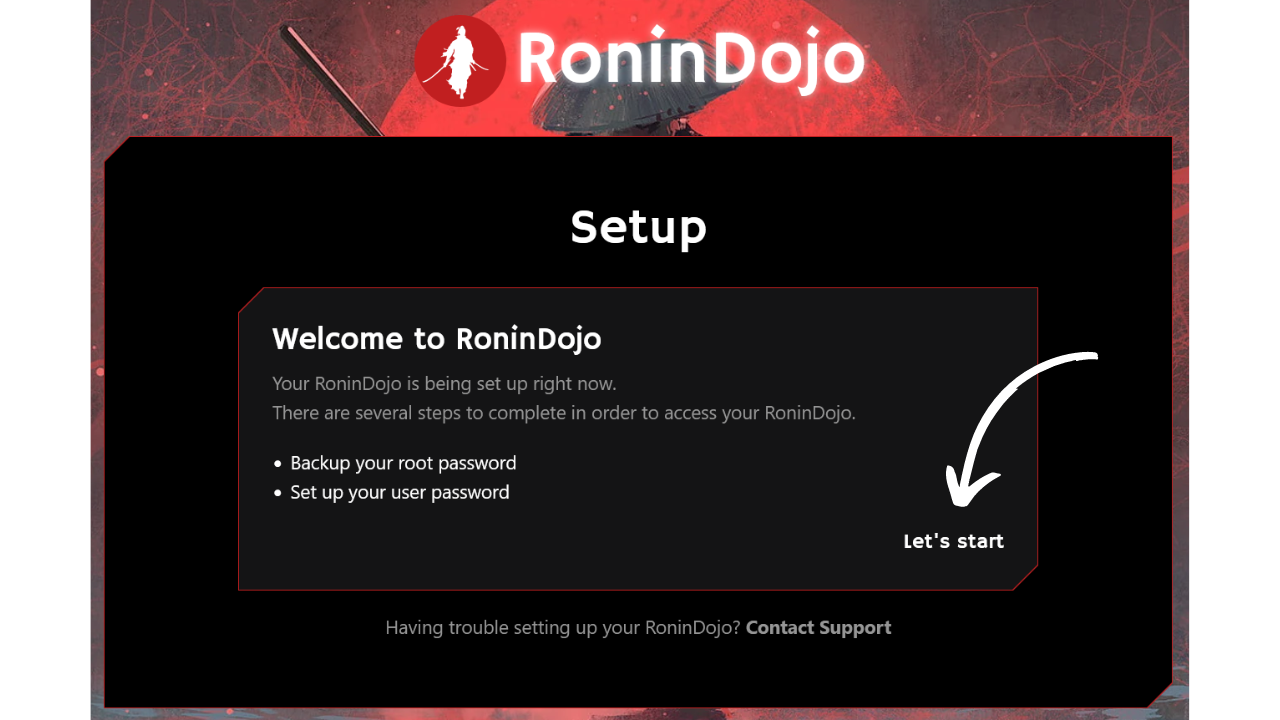 RoninDojo
Setup
Welcome to RoninDojo
Your RoninDojo is being set up right now.
There are several steps to complete in order to access your RoninDojo.
• Backup your root password
• Set up your user password
Let's start
Having trouble setting up your RoninDojo? Contact Support